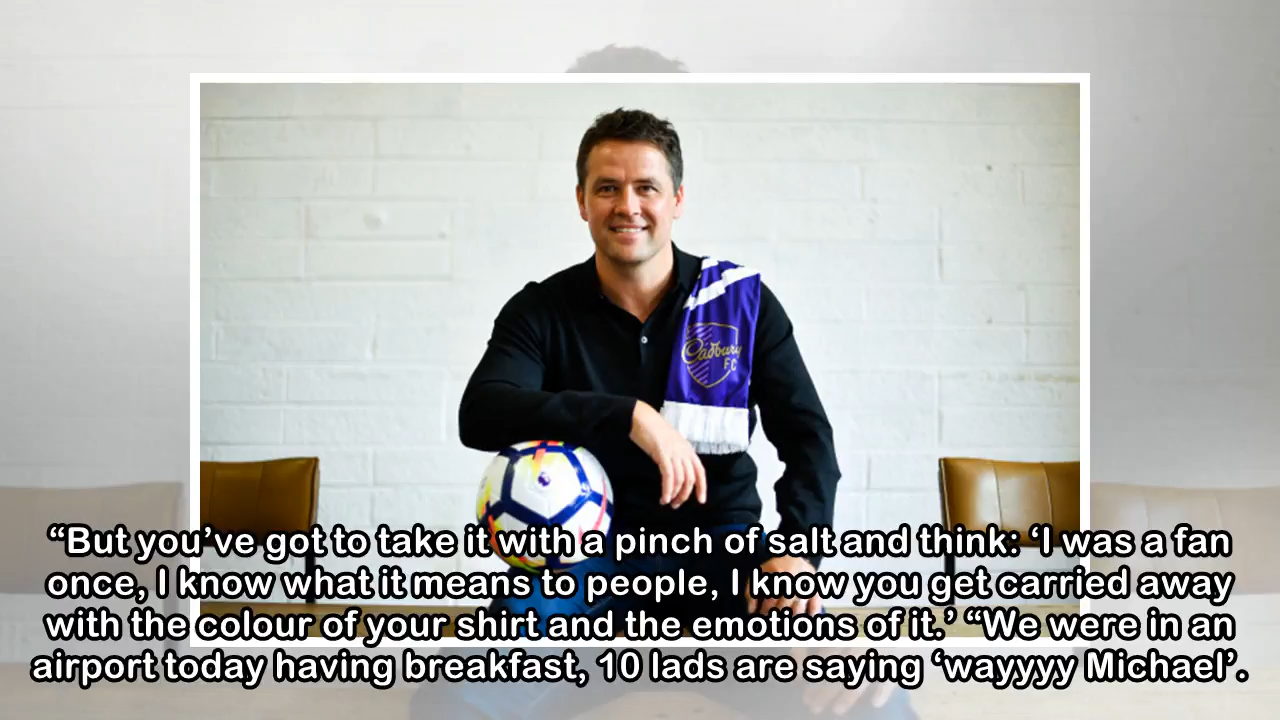 Cadbury
FC
“But you’ve got to take it with a pinch of salt and think: ‘I was a fan
once, I know what it means to people, I know you get carried away
with the colour of your shirt and the emotions of it.’ “We were in an
airport today having breakfast, 10 lads are saying ‘wayyyy Michael’.